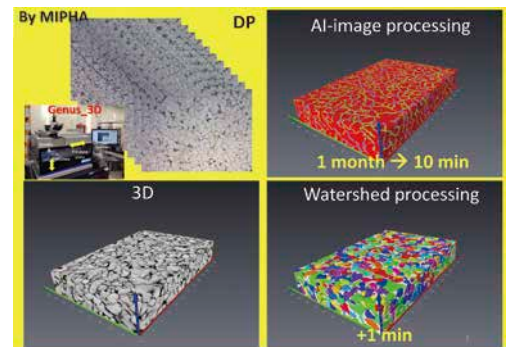 By MIPHA
DP
Genus_3D
AI-image processing
1 month → 10 min
3D
Watershed processing
+1 min